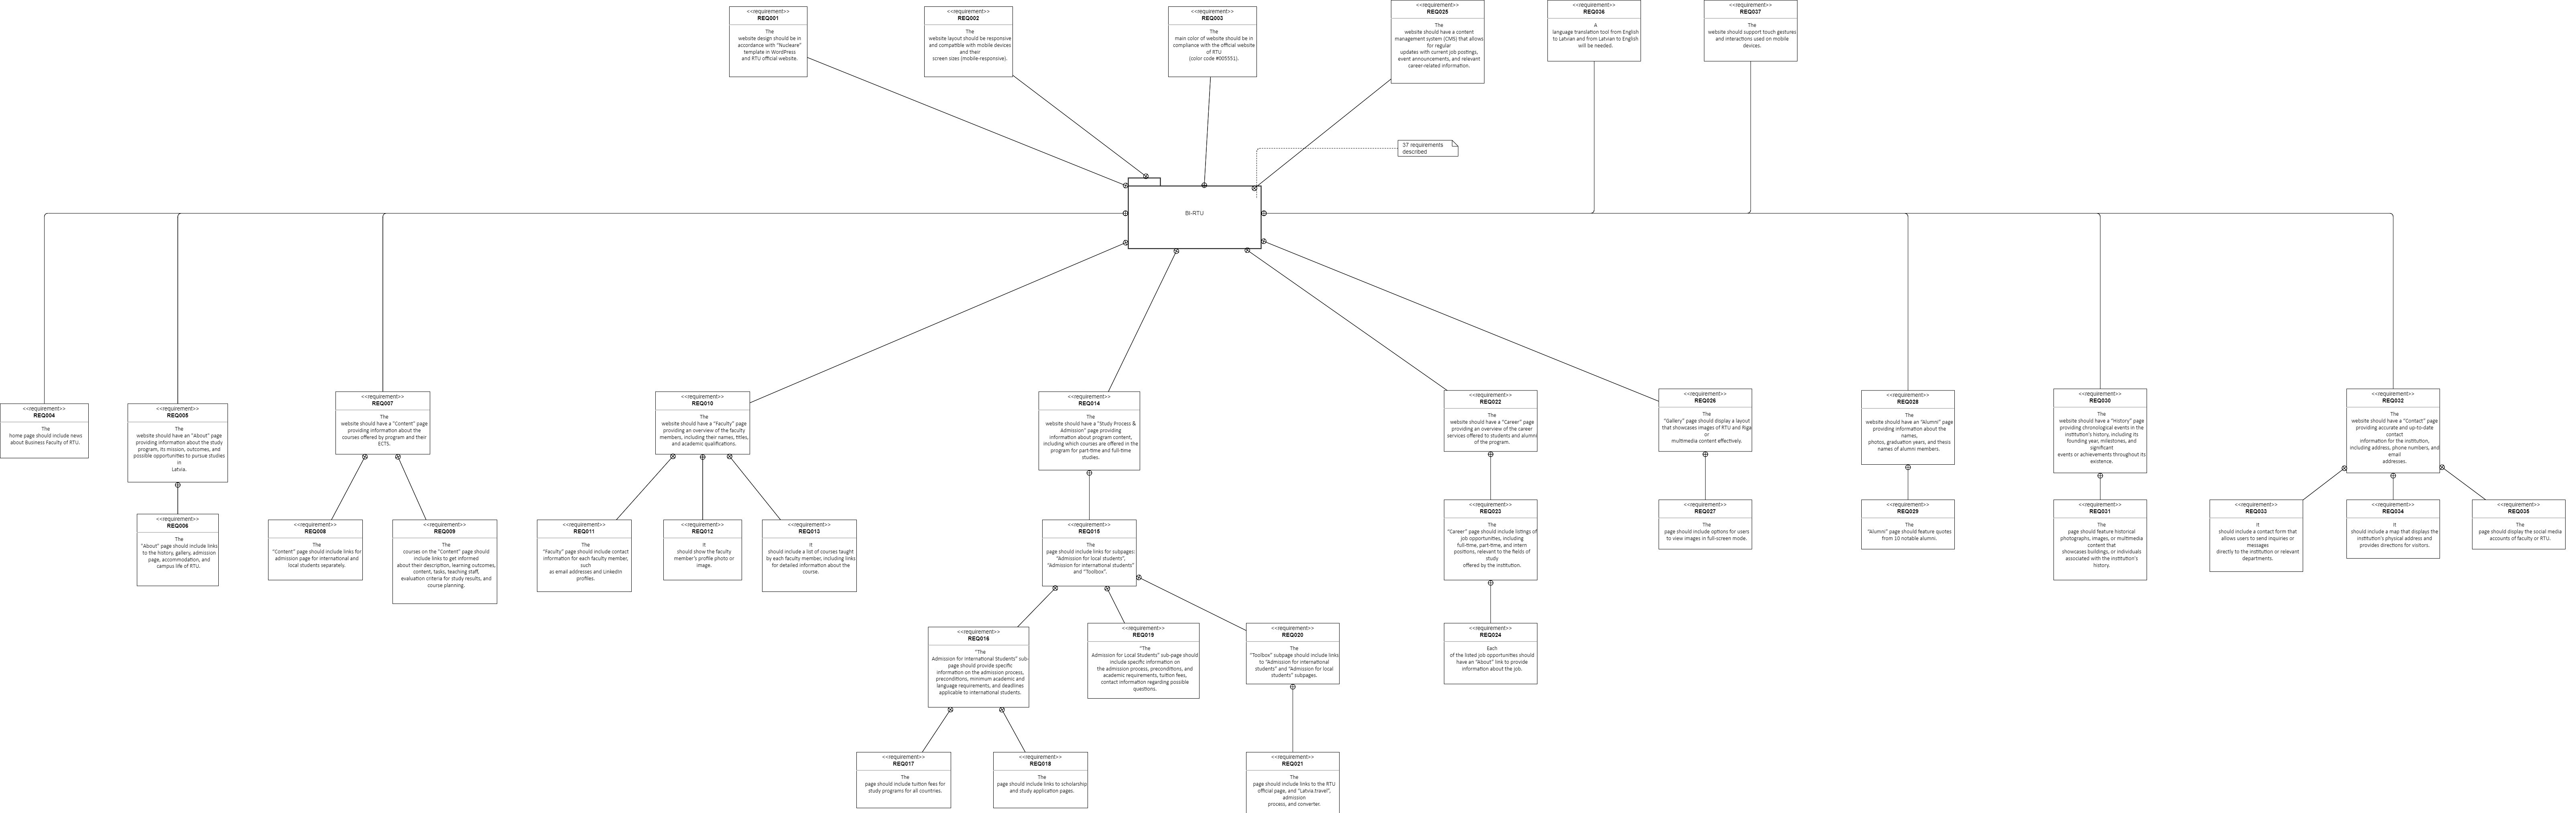 <<requirement>>
REQ001
The
website design should be in
accordance with "Nucleare"
template in WordPress
and RTU official website.
<<requirement>>
REQ002
The
website layout should be responsive
and compatible with mobile devices
and their
screen sizes (mobile-responsive).
<<requirement>>
REQ003
The
main color of website should be in
compliance with the official website
of RTU
(color code #005551).
<<requirement>>
REQ025
The
website should have a content
management system (CMS) that allows
for regular
updates with current job postings,
event announcements, and relevant
career-related information.
<<requirement>>
REQ036
A
language translation tool from English
to Latvian and from Latvian to English
will be needed.
<<requirement>>
REQ037
The
website should support touch gestures
and interactions used on mobile
devices.
37 requirements
described
BI-RTU
<<requirement>>
REQ004
The
home page should include news
about Business Faculty of RTU.
<<requirement>>
REQ005
The
website should have an "About" page
providing information about the study
program, its mission, outcomes, and
possible opportunities to pursue studies
in
Latvia.
<<requirement>>
REQ007
The
website should have a "Content" page
providing information about the
courses offered by program and their
ECTS.
<<requirement>>
REQ010
The
website should have a "Faculty" page
providing an overview of the faculty
members, including their names, titles,
and academic qualifications.
<<requirement>>
REQ014
The
website should have a "Study Process &
Admission" page providing
information about program content,
including which courses are offered in the
program for part-time and full-time
studies.
<<requirement>>
REQ022
The
website should have a "Career" page
providing an overview of the career
services offered to students and alumni
of the program.
<<requirement>>
REQ026
The
"Gallery" page should display a layout
that showcases images of RTU and Riga
or
multimedia content effectively.
<<requirement>>
REQ028
The
website should have an "Alumni" page
providing information about the
names,
photos, graduation years, and thesis
names of alumni members.
<<requirement>>
REQ030
The
website should have a "History" page
providing chronological events in the
institution's history, including its
founding year, milestones, and
significant
events or achievements throughout its
existence.
<<requirement>>
REQ032
The
website should have a "Contact" page
providing accurate and up-to-date
contact
information for the institution,
including address, phone numbers, and
email
addresses.
<<requirement>>
REQ006
The
"About" page should include links
to the history, gallery, admission
page, accommodation, and
campus life of RTU.
<<requirement>>
REQ008
The
"Content" page should include links for
admission page for international and
local students separately.
<<requirement>>
REQ009
The
courses on the "Content" page should
include links to get informed
about their description, learning outcomes,
content, tasks, teaching staff,
evaluation criteria for study results, and
course planning.
<<requirement>>
REQ011
The
"Faculty" page should include contact
information for each faculty member,
such
as email addresses and LinkedIn
profiles.
<<requirement>>
REQ012
It
should show the faculty
member's profile photo or
image.
<<requirement>>
REQ013
It
should include a list of courses taught
by each faculty member, including links
for detailed information about the
course.
<<requirement>>
REQ015
The
page should include links for subpages:
"Admission for local students",
"Admission for international students"
and "Toolbox".
<<requirement>>
REQ023
The
"Career" page should include listings of
job opportunities, including
full-time, part-time, and intern
positions, relevant to the fields of
study
offered by the institution.
<<requirement>>
REQ027
The
page should include options for users
to view images in full-screen mode.
<<requirement>>
REQ029
The
"Alumni" page should feature quotes
from 10 notable alumni.
<<requirement>>
REQ031
The
page should feature historical
photographs, images, or multimedia
content that
showcases buildings, or individuals
associated with the institution's
history.
<<requirement>>
REQ033
It
should include a contact form that
allows users to send inquiries or
messages
directly to the institution or relevant
departments.
<<requirement>>
REQ034
It
should include a map that displays the
institution's physical address and
provides directions for visitors.
<<requirement>>
REQ035
The
page should display the social media
accounts of faculty or RTU.
<<requirement>>
REQ016
"The
Admission for International Students" sub-
page should provide specific
information on the admission process,
preconditions, minimum academic and
language requirements, and deadlines
applicable to international students.
<<requirement>>
REQ019
"The
Admission for Local Students" sub-page should
include specific information on
the admission process, preconditions, and
academic requirements, tuition fees,
contact information regarding possible
questions.
<<requirement>>
REQ020
The
"Toolbox" subpage should include links
to "Admission for international
students" and "Admission for local
students" subpages.
<<requirement>>
REQ024
Each
of the listed job opportunities should
have an "About" link to provide
information about the job.
<<requirement>>
REQ017
The
page should include tuition fees for
study programs for all countries.
<<requirement>>
REQ018
The
page should include links to scholarship
and study application pages.
<<requirement>>
REQ021
The
page should include links to the RTU
official page, and "Latvia.travel",
admission
process, and converter.